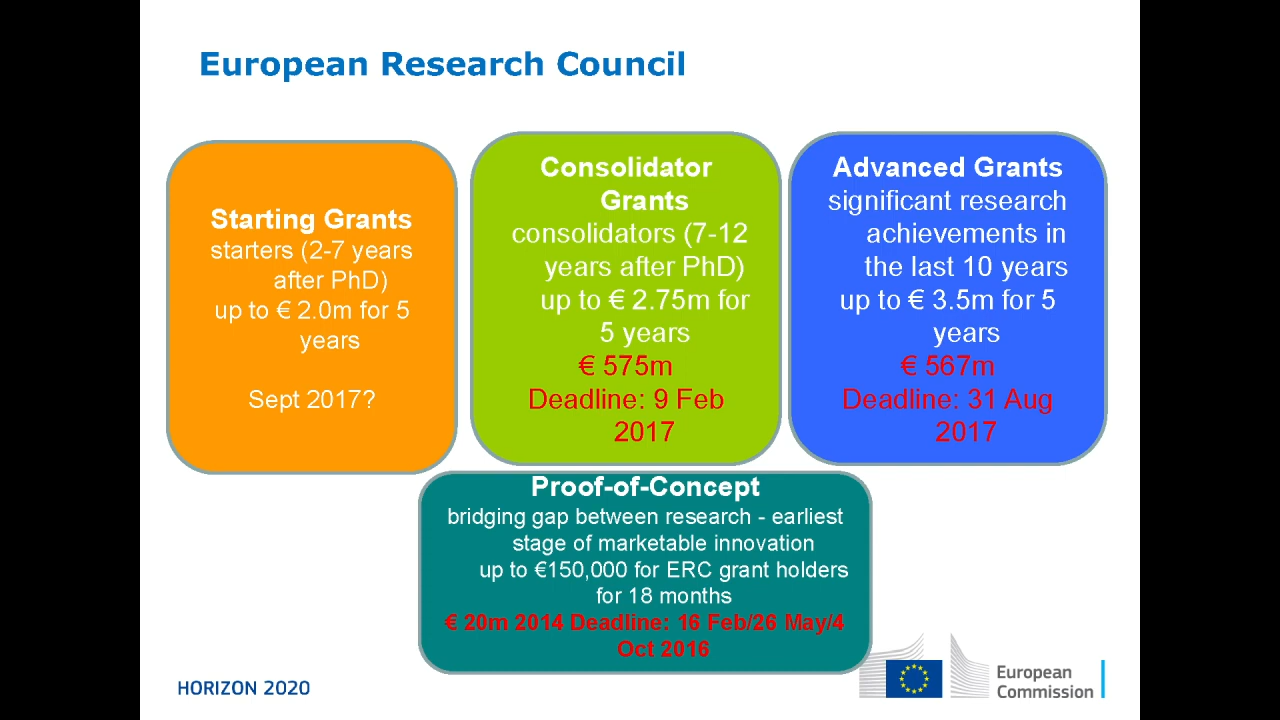 European Research Council
Starting Grants
starters (2-7 years
after PhD)
up to € 2.0m for 5
years
Sept 2017?
Consolidator
Grants
consolidators (7-12
years after PhD)
up to € 2.75m for
5 years
€ 575m
Deadline: 9 Feb
2017
Advanced Grants
significant research
achievements in
the last 10 years
up to € 3.5m for 5
years
€ 567m
Deadline: 31 Aug
2017
Proof-of-Concept
bridging gap between research - earliest
stage of marketable innovation
up to €150,000 for ERC grant holders
for 18 months
€ 20m 2014 Deadline: 16 Feb/26 May/4
Oct 2016
HORIZON 2020
European
Commission